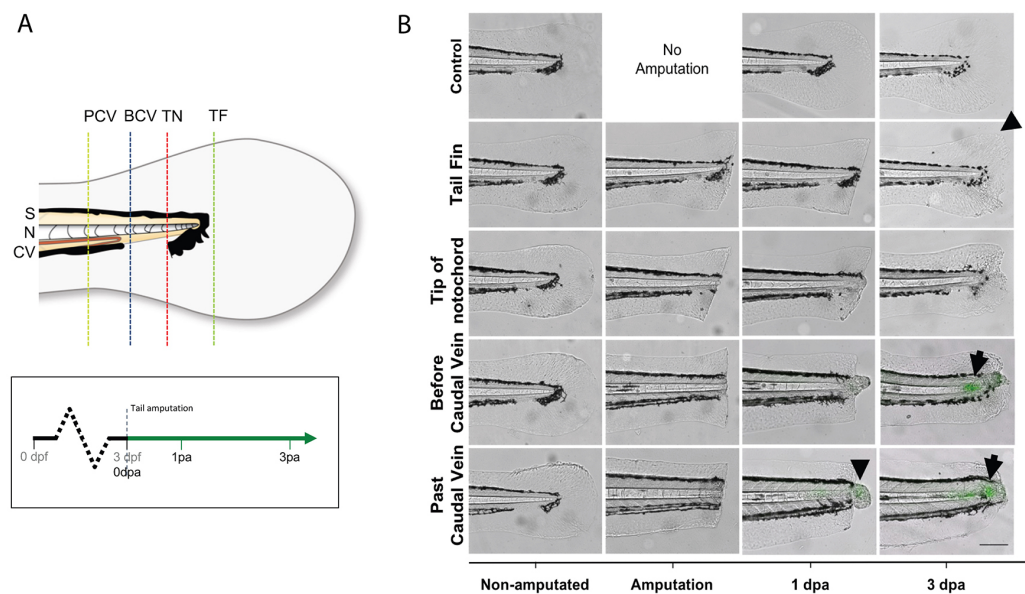 A
PCV BCV TN TF
S
N
CV
Tail amputation
0 dpf
3 dpf
0dpa
1pa
3pa
B
Control
No
Amputation
Tail Fin
Tip of
notochord
Before
Caudal Vein
Past
Caudal Vein
Non-amputated
Amputation
1 dpa
3 dpa